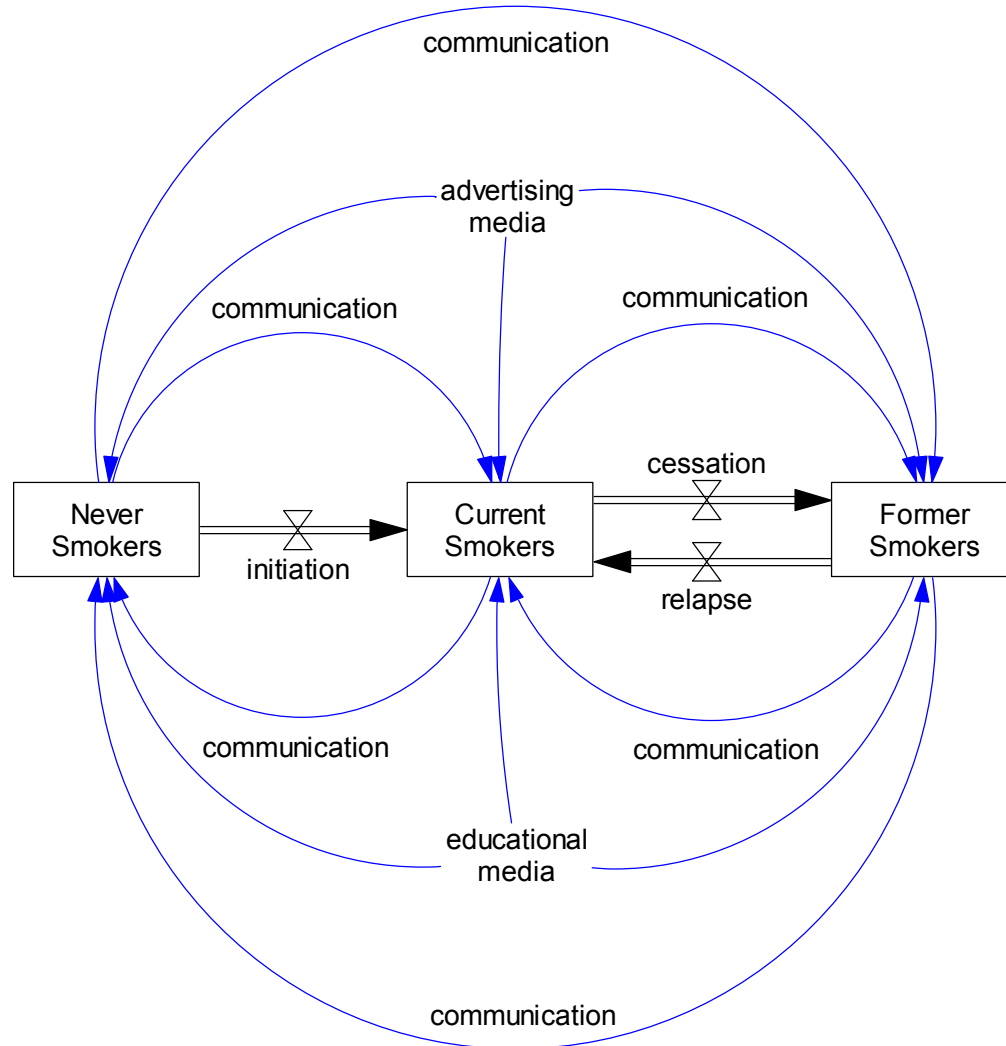 communication
advertising
media
communication
communication
cessation
Never
Smokers
initiation
Current
Smokers
Former
Smokers
relapse
communication
communication
educational
media
communication